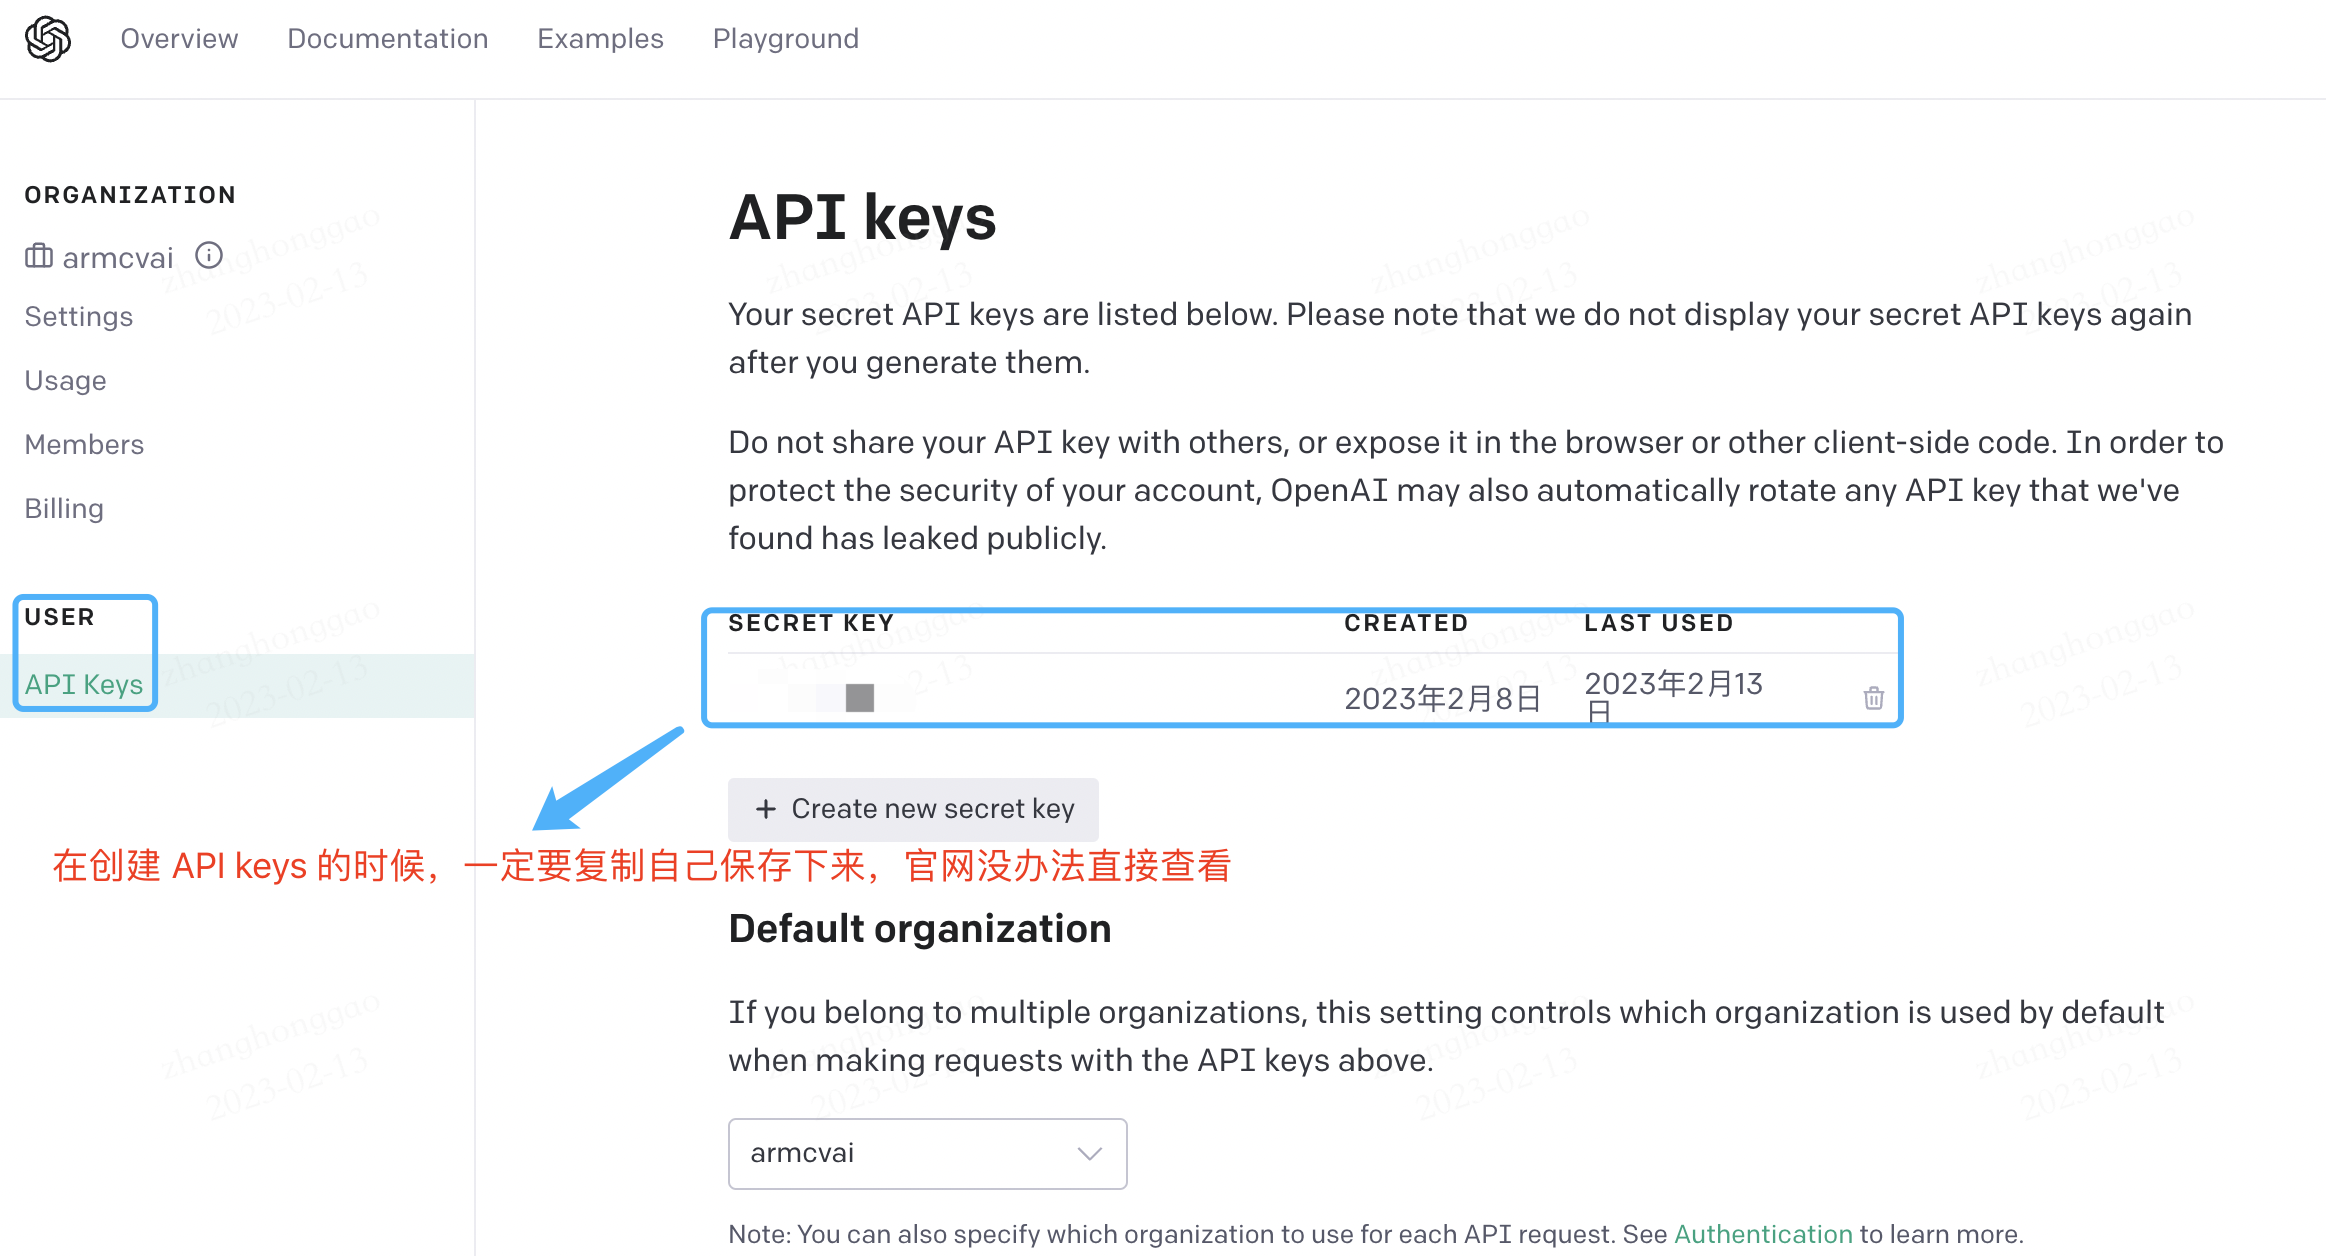 Overview Documentation Examples Playground
ORGANIZATION
armcvai
Settings
Usage
Members
Billing
USER
API Keys
API keys
Your secret API keys are listed below. Please note that we do not display your secret API keys again
after you generate them.
Do not share your API key with others, or expose it in the browser or other client-side code. In order to
protect the security of your account, OpenAI may also automatically rotate any API key that we've
found has leaked publicly.
SECRET KEY CREATED LAST USED
2023年2月8日 2023年2月13
日
+ Create new secret key
在创建 API keys 的时候，一定要复制自己保存下来，官网没办法直接查看
Default organization
If you belong to multiple organizations, this setting controls which organization is used by default
when making requests with the API keys above.
armcvai
Note: You can also specify which organization to use for each API request. See Authentication to learn more.
zhanghonggao
2023-02-13